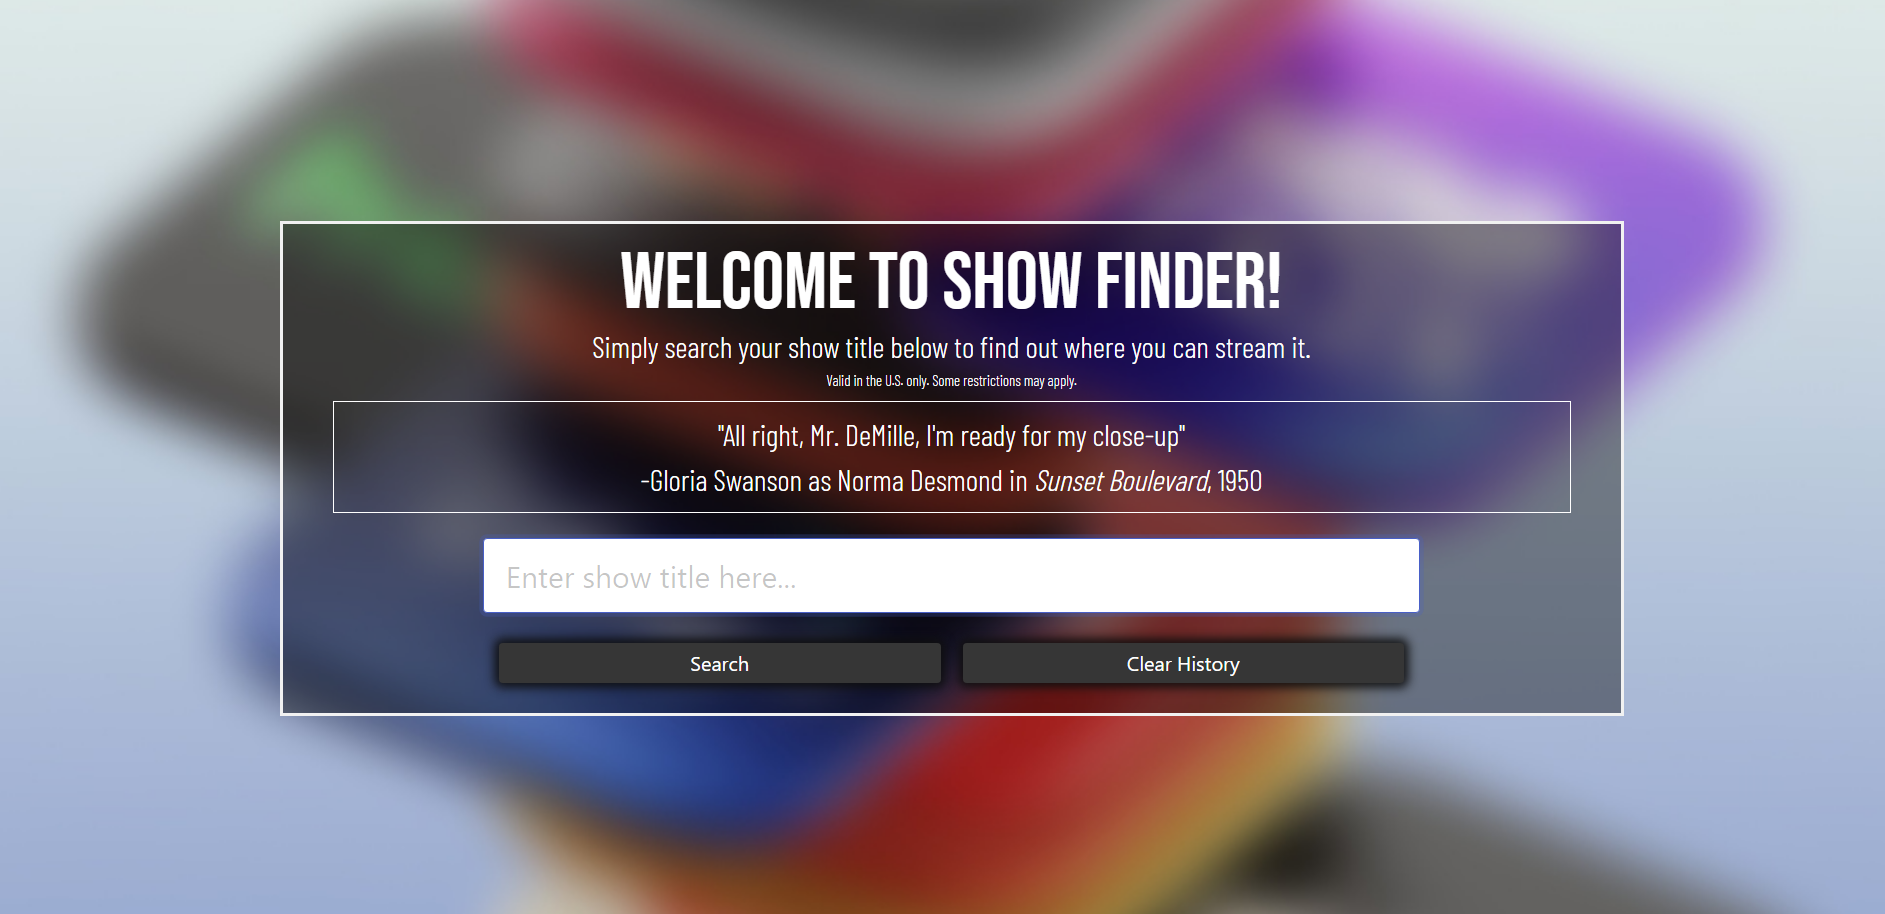 WELCOME TO SHOW FINDER!
Simply search your show title below to find out where you can stream it.
Valid in the U.S. only. Some restrictions may apply.
"All right, Mr. DeMille, I'm ready for my close-up"
-Gloria Swanson as Norma Desmond in Sunset Boulevard, 1950
Enter show title here...
Search
Clear History